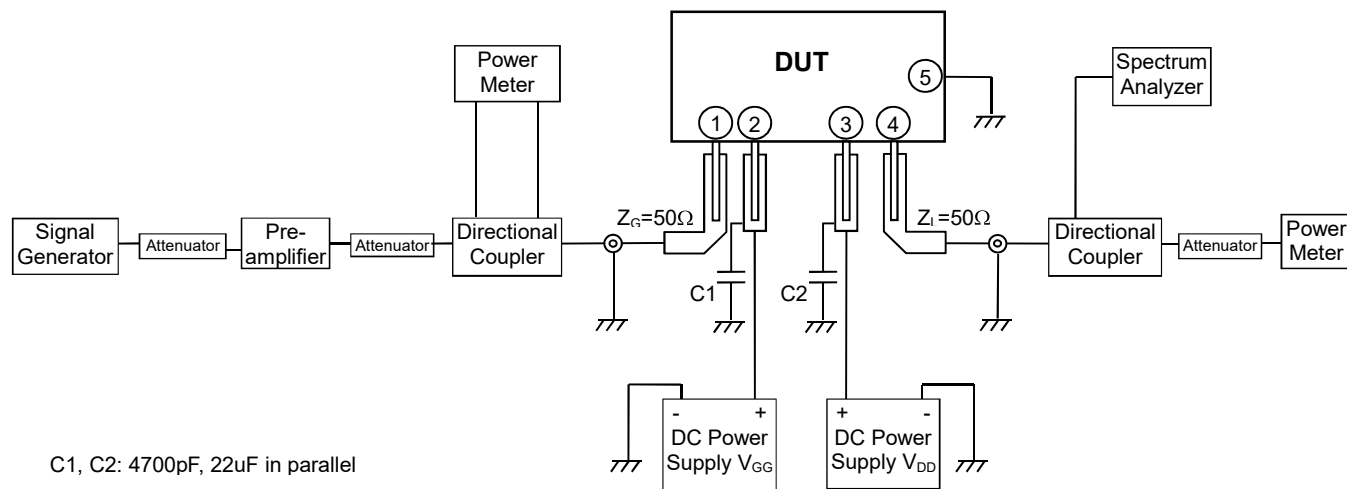 DUT
5
Power
Meter
Spectrum
Analyzer
1
2
3
4
Z_G=50Ω
Z_L=50Ω
Signal
Generator
Attenuator
Pre-
amplifier
Attenuator
Directional
Coupler
Directional
Coupler
Attenuator
Power
Meter
C1
C2
- +
DC Power
Supply V_GG
+ -
DC Power
Supply V_DD
C1, C2: 4700pF, 22uF in parallel